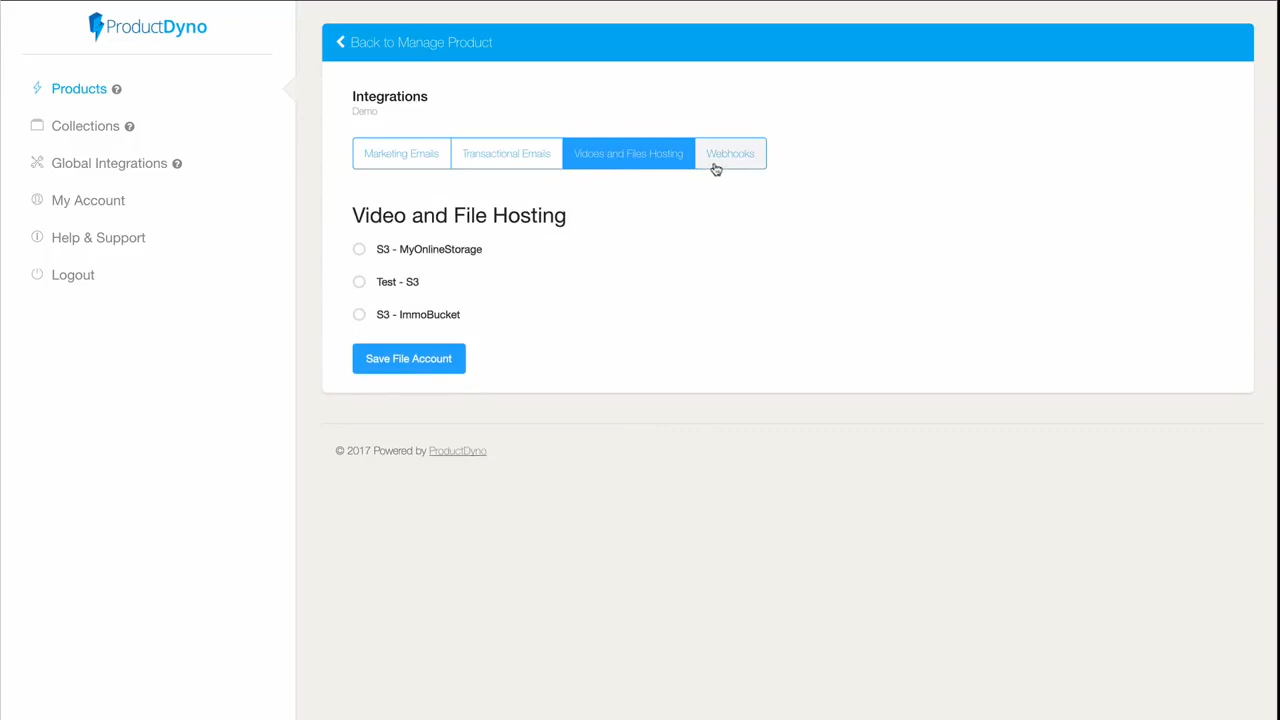 ProductDyno
Products
Collections
Global Integrations
My Account
Help & Support
Logout
Back to Manage Product
Integrations
Demo
Marketing Emails
Transactional Emails
Vidoes and Files Hosting
Webhooks
Video and File Hosting
S3 - MyOnlineStorage
Test - S3
S3 - ImmoBucket
Save File Account
© 2017 Powered by ProductDyno